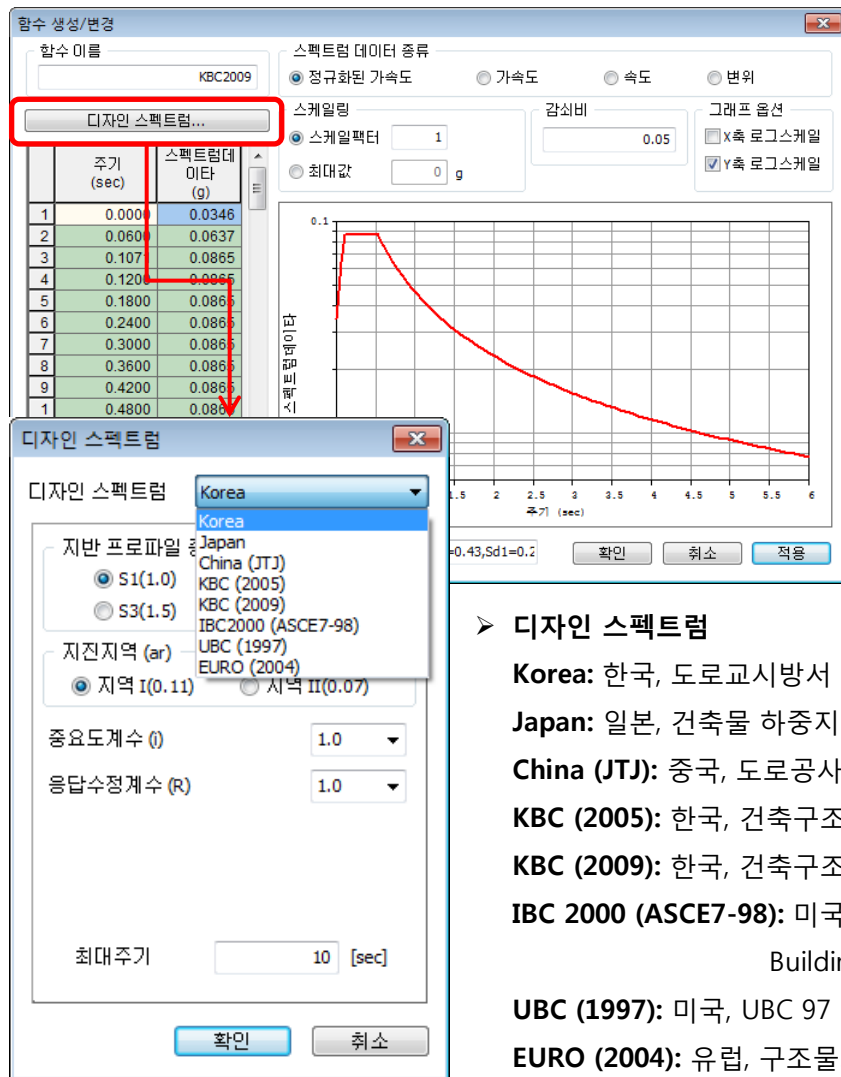 함수 생성/변경
함수 이름
KBC2009
디자인 스펙트럼...
스펙트럼 데이터 종류
정규화된 가속도 가속도 속도 변위
스케일링
스케일팩터 1
최대값 0 g
감쇠비
0.05
그래프 옵션
X축 로그스케일
Y축 로그스케일
주기 (sec) 스펙트럼데이타 (g)
1 0.0000 0.0346
2 0.0600 0.0637
3 0.1071 0.0865
4 0.1200 0.0865
5 0.1800 0.0865
6 0.2400 0.0865
7 0.3000 0.0865
8 0.3600 0.0865
9 0.4200 0.0865
1 0.4800 0.0865
0.1
스펙트럼데이타
1.5 2 2.5 3 3.5 4 4.5 5 5.5 6
주기 (sec)
=0.43,Sd1=0.2
확인 취소 적용
디자인 스펙트럼
디자인 스펙트럼 Korea
Korea
Japan
China (JTJ)
KBC (2005)
KBC (2009)
IBC2000 (ASCE7-98)
UBC (1997)
EURO (2004)
지반 프로파일
S1(1.0)
S3(1.5)
지진지역 (ar)
지역 I(0.11) 지역 II(0.07)
중요도계수 (i) 1.0
응답수정계수 (R) 1.0
최대주기 10 [sec]
확인 취소
➢ 디자인 스펙트럼
Korea: 한국, 도로교시방서
Japan: 일본, 건축물 하중지
China (JTJ): 중국, 도로공사
KBC (2005): 한국, 건축구조
KBC (2009): 한국, 건축구조
IBC 2000 (ASCE7-98): 미국
Buildin
UBC (1997): 미국, UBC 97
EURO (2004): 유럽, 구조물